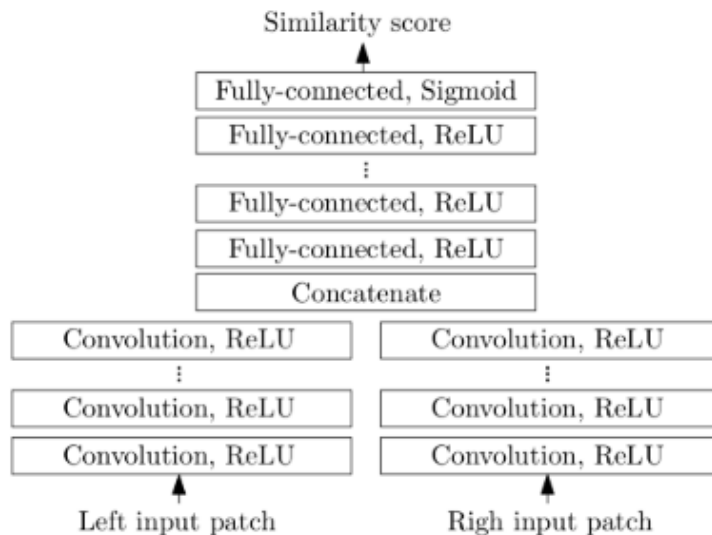 Similarity score
Fully-connected, Sigmoid
Fully-connected, ReLU
Fully-connected, ReLU
Fully-connected, ReLU
Concatenate
Convolution, ReLU
Convolution, ReLU
Convolution, ReLU
Convolution, ReLU
Convolution, ReLU
Convolution, ReLU
Left input patch
Righ input patch